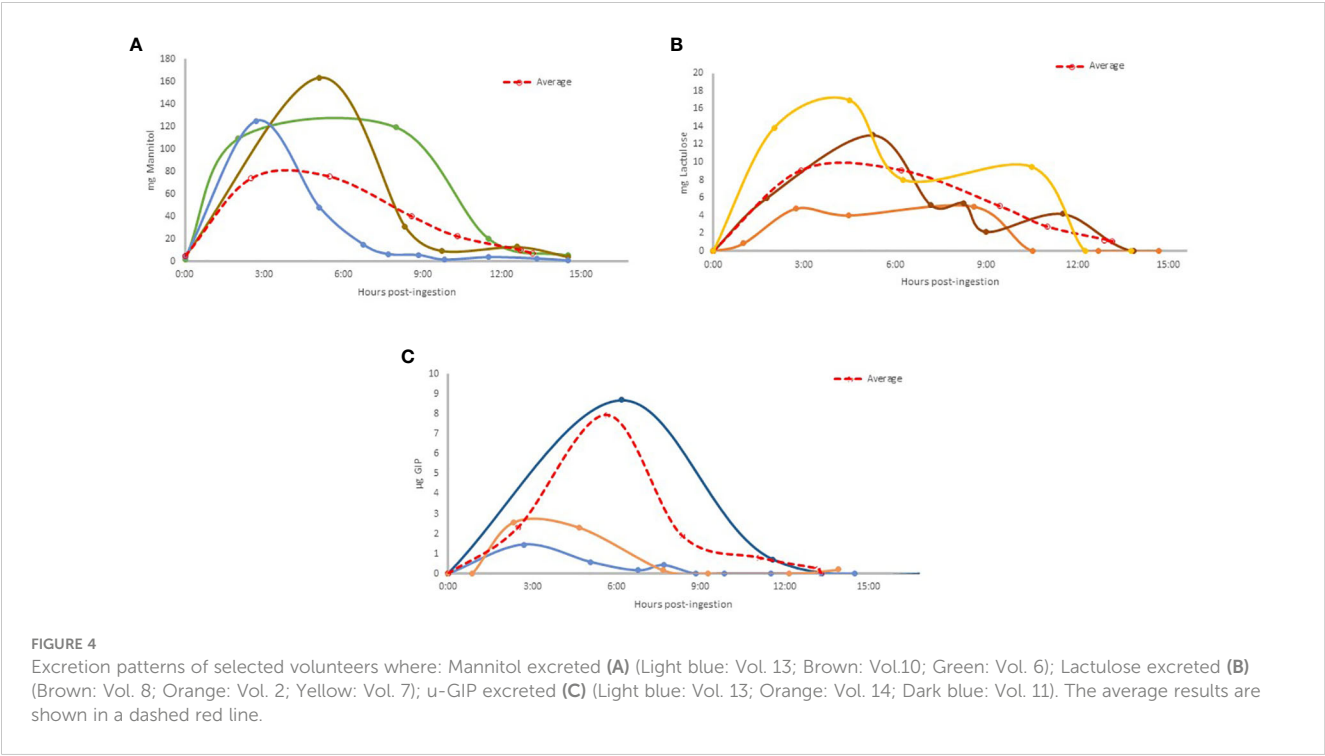 A
mg Mannitol
180
160
140
120
100
80
60
40
20
0
0:00 3:00 6:00 9:00 12:00 15:00
Hours post-ingestion
Average
B
mg Lactulose
20
18
16
14
12
10
8
6
4
2
0
0:00 3:00 6:00 9:00 12:00 15:00
Hours post-ingestion
Average
C
µg GIP
10
9
8
7
6
5
4
3
2
1
0
0:00 3:00 6:00 9:00 12:00 15:00
Hours post-ingestion
Average
FIGURE 4
Excretion patterns of selected volunteers where: Mannitol excreted (A) (Light blue: Vol. 13; Brown: Vol.10; Green: Vol. 6); Lactulose excreted (B)
(Brown: Vol. 8; Orange: Vol. 2; Yellow: Vol. 7); u-GIP excreted (C) (Light blue: Vol. 13; Orange: Vol. 14; Dark blue: Vol. 11). The average results are
shown in a dashed red line.